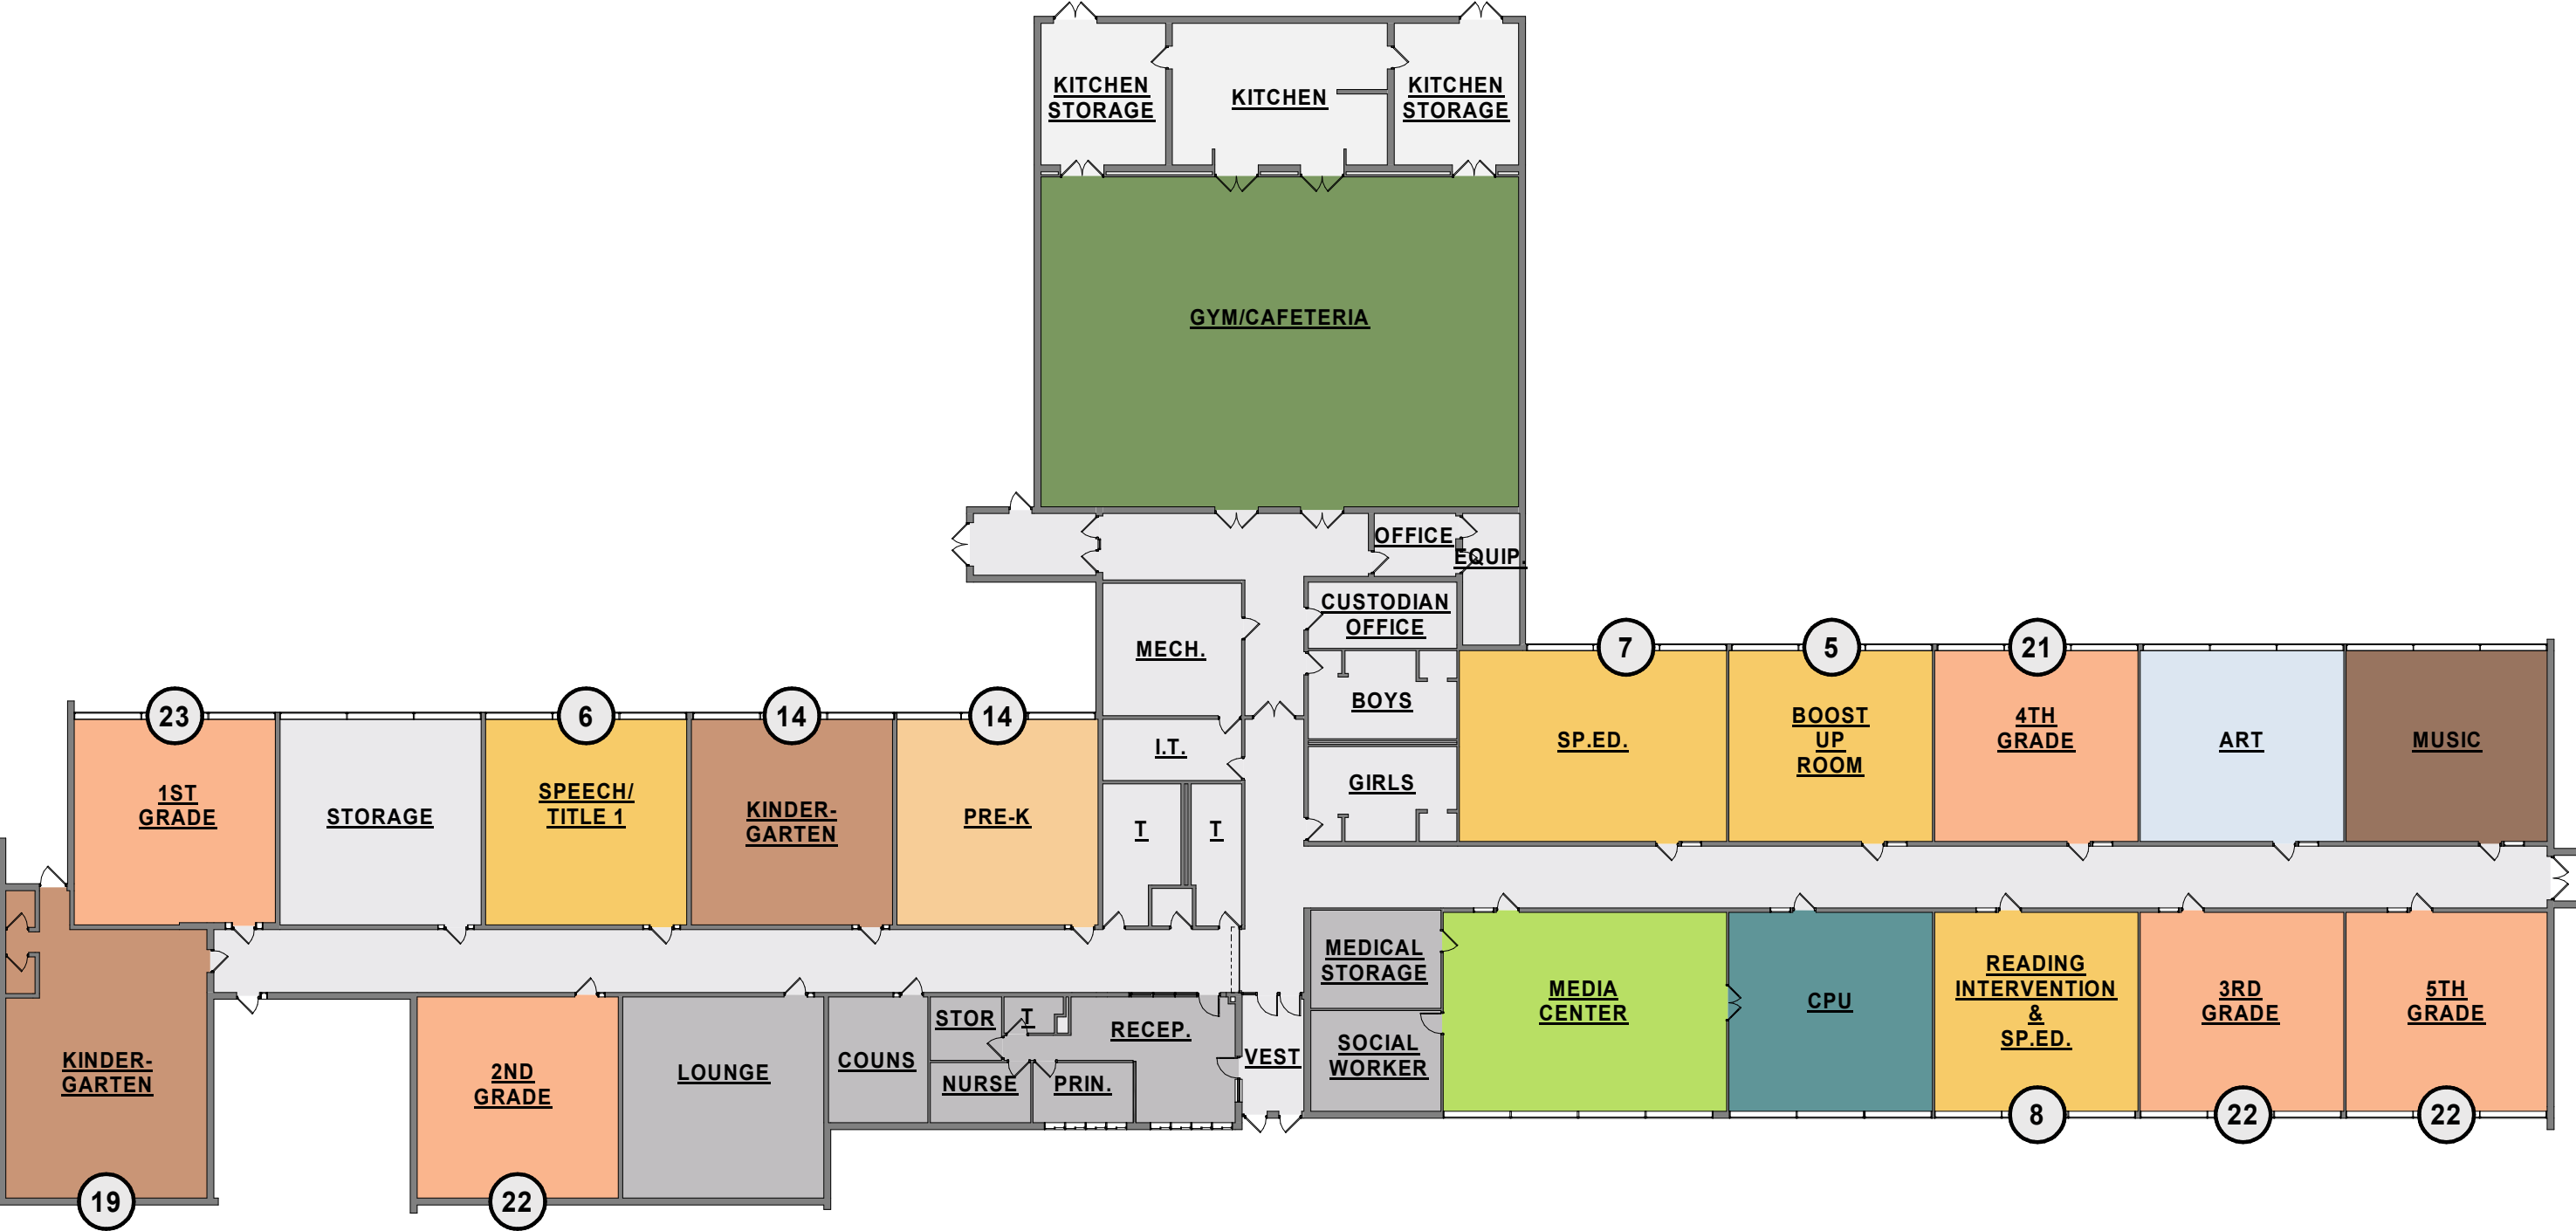 KITCHEN
STORAGE
KITCHEN
KITCHEN
STORAGE
GYM/CAFETERIA
OFFICE
EQUIP.
CUSTODIAN
OFFICE
MECH.
BOYS
I.T.
GIRLS
T
T
7
5
21
SP.ED.
BOOST
UP
ROOM
4TH
GRADE
ART
MUSIC
23
6
14
14
1ST
GRADE
STORAGE
SPEECH/
TITLE 1
KINDER-
GARTEN
PRE-K
KINDER-
GARTEN
19
2ND
GRADE
22
LOUNGE
COUNS
STOR
T
RECEP.
NURSE
PRIN.
VEST
MEDICAL
STORAGE
SOCIAL
WORKER
MEDIA
CENTER
CPU
READING
INTERVENTION
&
SP.ED.
3RD
GRADE
5TH
GRADE
8
22
22